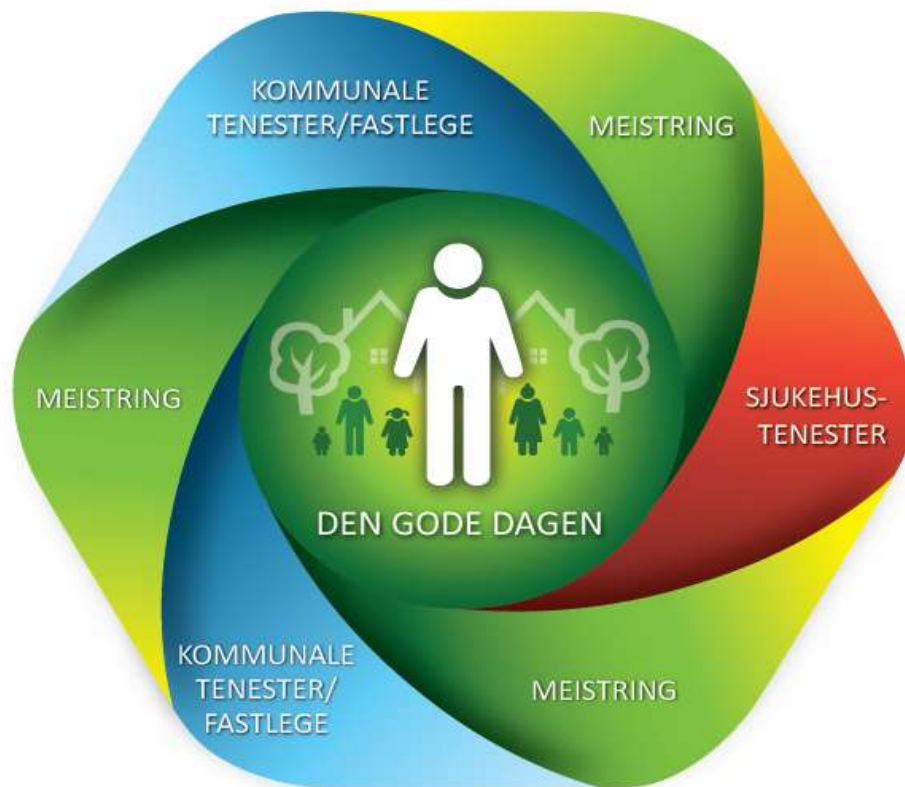 KOMMUNALE
TENESTER/FASTLEGE
MEISTRING
MEISTRING
SJUKEHUS-
TENESTER
DEN GODE DAGEN
KOMMUNALE
TENESTER/
FASTLEGE
MEISTRING